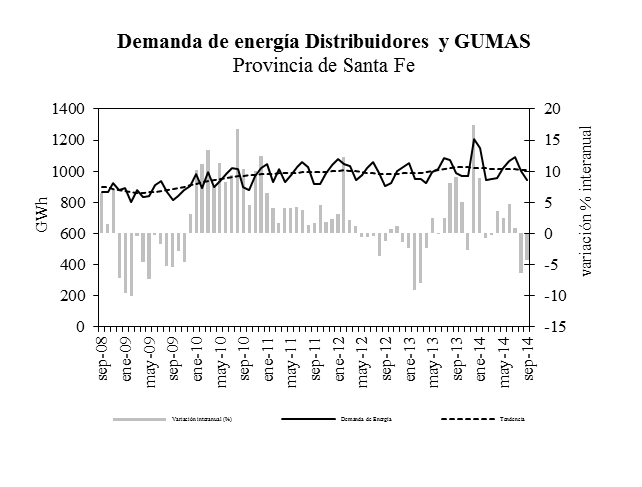 Demanda de energía Distribuidores y GUMAS
Provincia de Santa Fe
GWh
1400
1200
1000
800
600
400
200
0
20
15
10
5
0
-5
-10
-15
variación % interanual
sep-08
ene-09
may-09
sep-09
ene-10
may-10
sep-10
ene-11
may-11
sep-11
ene-12
may-12
sep-12
ene-13
may-13
sep-13
ene-14
may-14
sep-14
Variación interanual (%)
Demanda de Energía
Tendencia